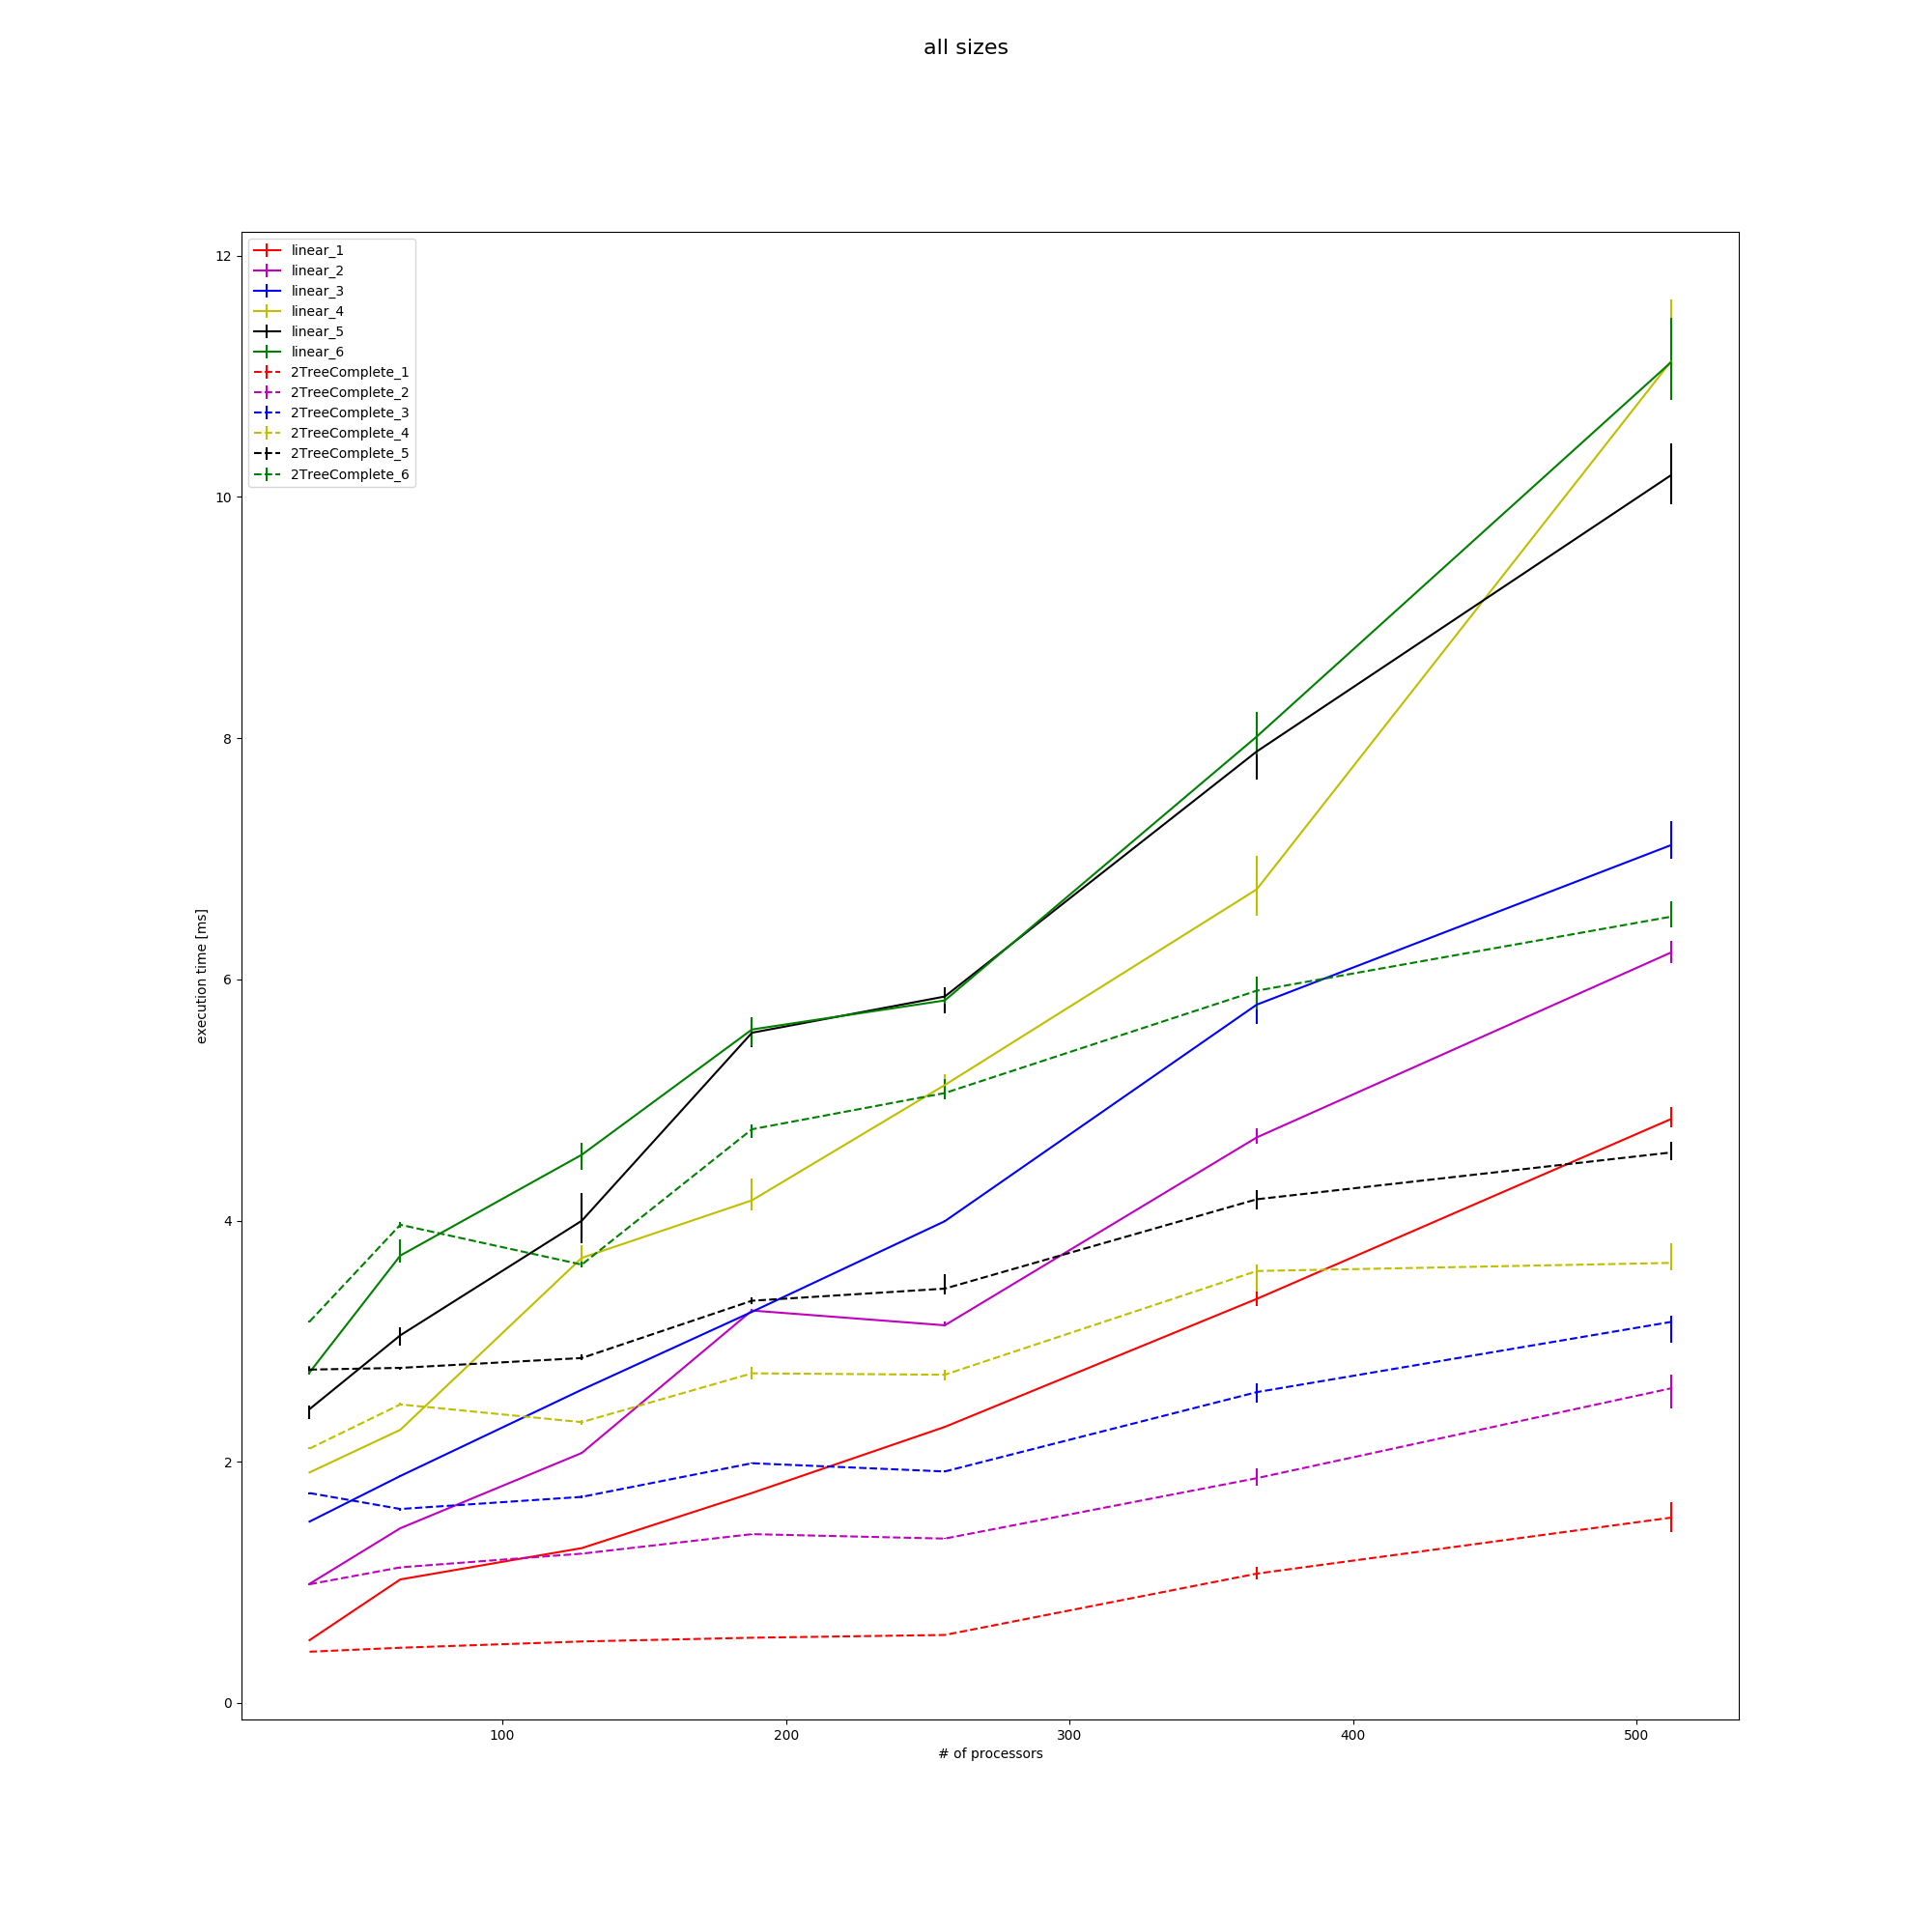 all sizes
12
10
8
6
4
2
0
execution time [ms]
linear_1
linear_2
linear_3
linear_4
linear_5
linear_6
2TreeComplete_1
2TreeComplete_2
2TreeComplete_3
2TreeComplete_4
2TreeComplete_5
2TreeComplete_6
100
200
300
400
500
# of processors